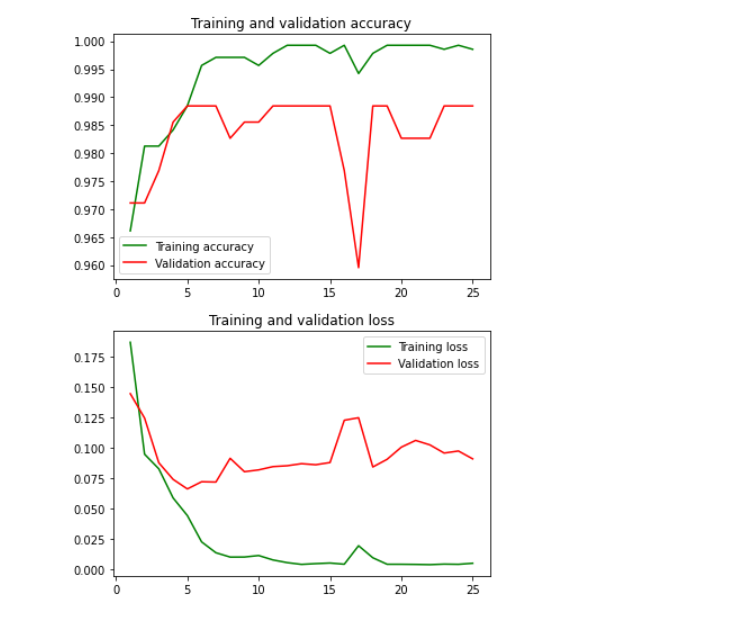 Training and validation accuracy
1.000
0.995
0.990
0.985
0.980
0.975
0.970
0.965
0.960
Training accuracy
Validation accuracy
0 5 10 15 20 25
Training and validation loss
Training loss
Validation loss
0.175
0.150
0.125
0.100
0.075
0.050
0.025
0.000
0 5 10 15 20 25